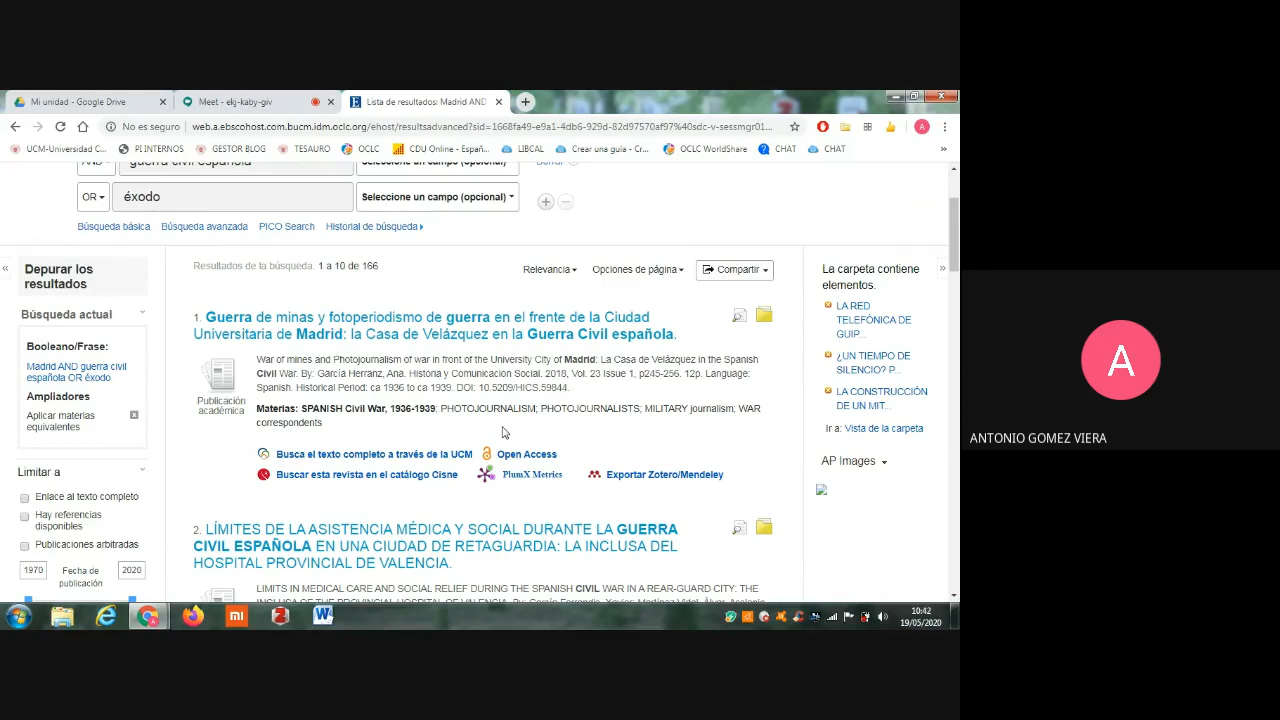 Mi unidad - Google Drive
Meet - ekj-kaby-giv
Lista de resultados: Madrid AND
No es seguro
web.b.ebscohost.com.bucm.idm.oclc.org/ehost/resultsadvanced?sid=1668fa49-e9a1-4db6-929d-82d97570af97%40sdc-v-sessmgr01...
A
UCM-Universidad C...
PI INTERNOS
GESTOR BLOG
TESAURO
OCLC
CDU Online - Españ...
LIBCAL
Crear una guía - Cr...
OCLC WorldShare
CHAT
CHAT
»
AND
guerra civil española
Seleccione un campo (opcional)
Borrar
OR
éxodo
Seleccione un campo (opcional)
Búsqueda básica
Búsqueda avanzada
PICO Search
Historial de búsqueda
«
Depurar los
resultados
Búsqueda actual
Booleano/Frase:
Madrid AND guerra civil
española OR éxodo
Ampliadores
Aplicar materias
equivalentes
Limitar a
Enlace al texto completo
Hay referencias
disponibles
Publicaciones arbitradas
1970
Fecha de
publicación
2020
Resultados de la búsqueda. 1 a 10 de 166
Relevancia
Opciones de página
Compartir
1. Guerra de minas y fotoperiodismo de guerra en el frente de la Ciudad
Universitaria de Madrid: la Casa de Velázquez en la Guerra Civil española.
Publicación
académica
War of mines and Photojournalism of war in front of the University City of Madrid: La Casa de Velázquez in the Spanish
Civil War. By: García Herranz, Ana. Historia y Comunicación Social. 2018, Vol. 23 Issue 1, p245-256. 12p. Language:
Spanish. Historical Period: ca 1936 to ca 1939. DOI: 10.5209/HICS.59844.
Materias: SPANISH Civil War, 1936-1939; PHOTOJOURNALISM; PHOTOJOURNALISTS; MILITARY journalism; WAR
correspondents
Busca el texto completo a través de la UCM
Open Access
Buscar esta revista en el catálogo Cisne
PlumX Metrics
Exportar Zotero/Mendeley
2. LÍMITES DE LA ASISTENCIA MÉDICA Y SOCIAL DURANTE LA GUERRA
CIVIL ESPAÑOLA EN UNA CIUDAD DE RETAGUARDIA: LA INCLUSA DEL
HOSPITAL PROVINCIAL DE VALENCIA.
LIMITS IN MEDICAL CARE AND SOCIAL RELIEF DURING THE SPANISH CIVIL WAR IN A REAR-GUARD CITY: THE
La carpeta contiene
elementos.
»
LA RED
TELEFÓNICA DE
GUIP...
¿UN TIEMPO DE
SILENCIO? P...
LA CONSTRUCCIÓN
DE UN MIT...
Ir a: Vista de la carpeta
AP Images
10:42
19/05/2020
A
ANTONIO GOMEZ VIERA